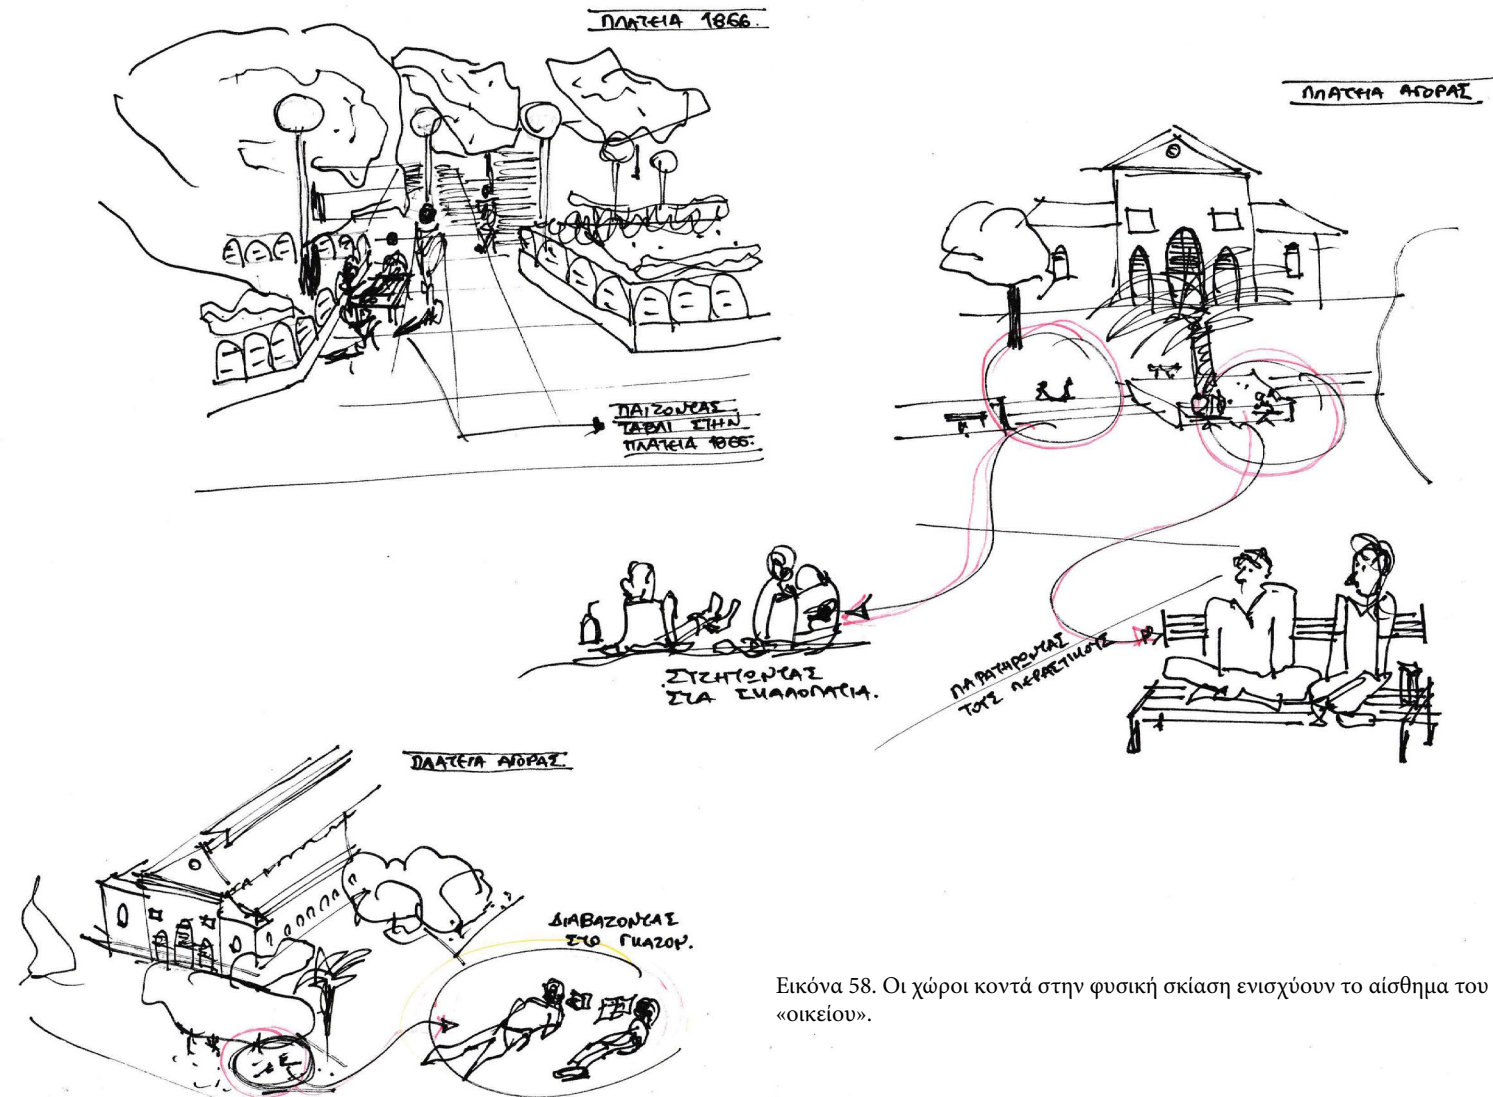 ΠΛΑΤΕΙΑ 1866.
ΠΛΑΤΕΙΑ ΑΓΟΡΑΣ
ΠΑΙΖΟΝΤΑΣ
ΤΑΒΛΙ ΣΤΗΝ
ΠΛΑΤΕΙΑ 1866.
ΣΥΖΗΤΩΝΤΑΣ
ΣΤΑ ΣΚΑΛΟΠΑΤΙΑ.
ΠΑΡΑΤΗΡΩΝΤΑΣ
ΤΟΥΣ ΠΕΡΑΣΤΙΚΟΥΣ
ΠΛΑΤΕΙΑ ΑΓΟΡΑΣ.
ΔΙΑΒΑΖΟΝΤΑΣ
ΣΤΟ ΓΚΑΖΟΝ.
Εικόνα 58. Οι χώροι κοντά στην φυσική σκίαση ενισχύουν το αίσθημα του
«οικείου».